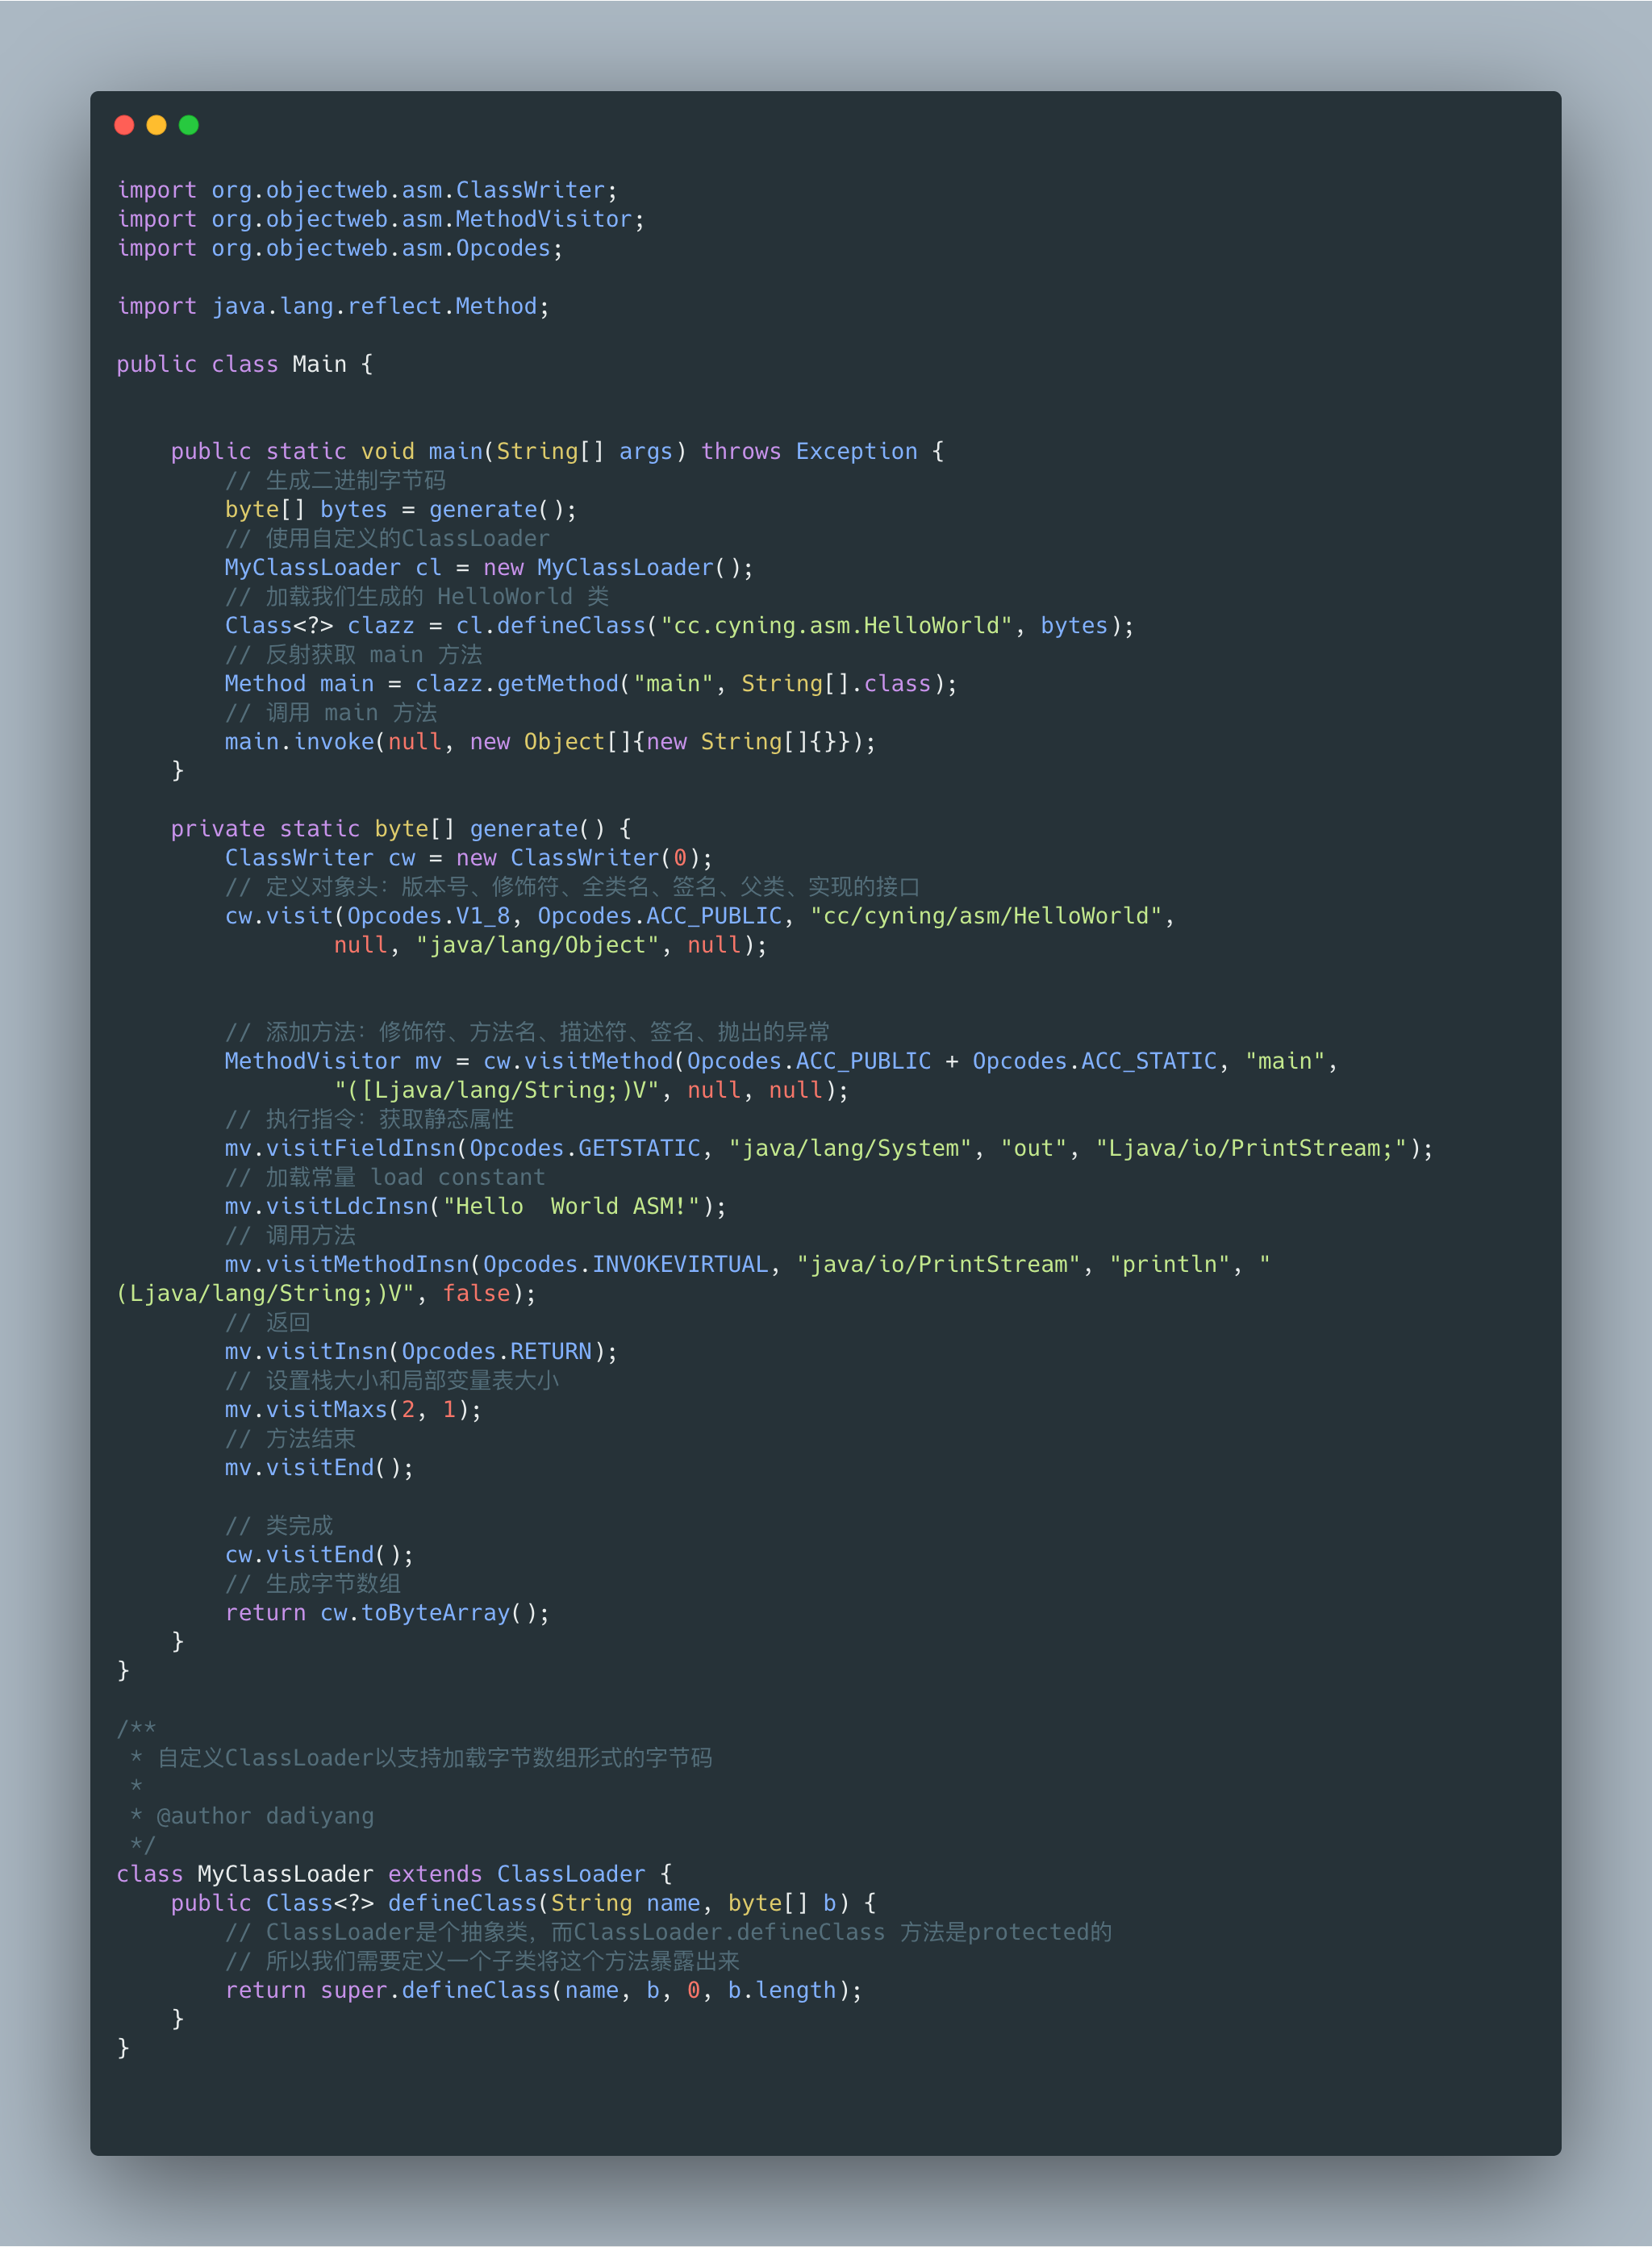 import org.objectweb.asm.ClassWriter;
import org.objectweb.asm.MethodVisitor;
import org.objectweb.asm.Opcodes;

import java.lang.reflect.Method;

public class Main {


    public static void main(String[] args) throws Exception {
        // 生成二进制字节码
        byte[] bytes = generate();
        // 使用自定义的ClassLoader
        MyClassLoader cl = new MyClassLoader();
        // 加载我们生成的 HelloWorld 类
        Class<?> clazz = cl.defineClass("cc.cyning.asm.HelloWorld", bytes);
        // 反射获取 main 方法
        Method main = clazz.getMethod("main", String[].class);
        // 调用 main 方法
        main.invoke(null, new Object[]{new String[]{}});
    }

    private static byte[] generate() {
        ClassWriter cw = new ClassWriter(0);
        // 定义对象头：版本号、修饰符、全类名、签名、父类、实现的接口
        cw.visit(Opcodes.V1_8, Opcodes.ACC_PUBLIC, "cc/cyning/asm/HelloWorld",
                null, "java/lang/Object", null);


        // 添加方法：修饰符、方法名、描述符、签名、抛出的异常
        MethodVisitor mv = cw.visitMethod(Opcodes.ACC_PUBLIC + Opcodes.ACC_STATIC, "main",
                "([Ljava/lang/String;)V", null, null);
        // 执行指令：获取静态属性
        mv.visitFieldInsn(Opcodes.GETSTATIC, "java/lang/System", "out", "Ljava/io/PrintStream;");
        // 加载常量 load constant
        mv.visitLdcInsn("Hello  World ASM!");
        // 调用方法
        mv.visitMethodInsn(Opcodes.INVOKEVIRTUAL, "java/io/PrintStream", "println", "
(Ljava/lang/String;)V", false);
        // 返回
        mv.visitInsn(Opcodes.RETURN);
        // 设置栈大小和局部变量表大小
        mv.visitMaxs(2, 1);
        // 方法结束
        mv.visitEnd();

        // 类完成
        cw.visitEnd();
        // 生成字节数组
        return cw.toByteArray();
    }
}

/**
 * 自定义ClassLoader以支持加载字节数组形式的字节码
 *
 * @author dadiyang
 */
class MyClassLoader extends ClassLoader {
    public Class<?> defineClass(String name, byte[] b) {
        // ClassLoader是个抽象类，而ClassLoader.defineClass 方法是protected的
        // 所以我们需要定义一个子类将这个方法暴露出来
        return super.defineClass(name, b, 0, b.length);
    }
}